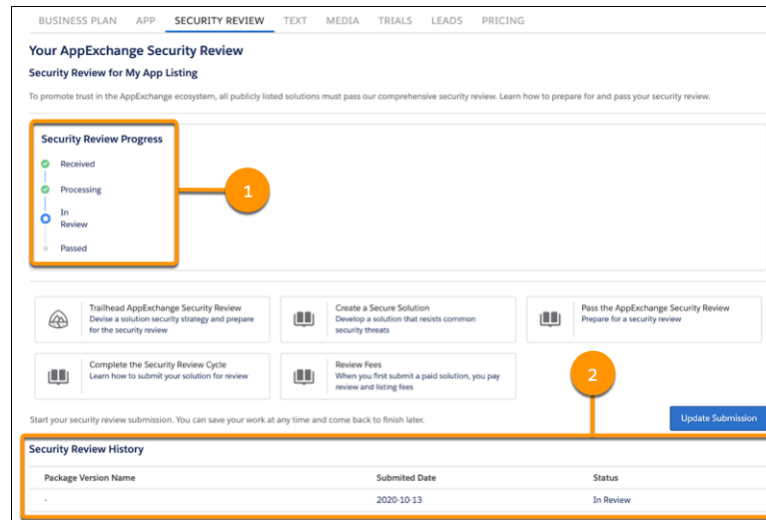 BUSINESS PLAN APP SECURITY REVIEW TEXT MEDIA TRIALS LEADS PRICING
Your AppExchange Security Review
Security Review for My App Listing
To promote trust in the AppExchange ecosystem, all publicly listed solutions must pass our comprehensive security review. Learn how to prepare for and pass your security review.
Security Review Progress
Received
Processing
In
Review
Passed
1
Trailhead AppExchange Security Review
Devise a solution security strategy and prepare
for the security review
Create a Secure Solution
Develop a solution that resists common
security threats
Pass the AppExchange Security Review
Prepare for a security review
Complete the Security Review Cycle
Learn how to submit your solution for review
Review Fees
When you first submit a paid solution, you pay
review and listing fees
2
Start your security review submission. You can save your work at any time and come back to finish later.
Update Submission
Security Review History
Package Version Name Submited Date Status
- 2020-10-13 In Review